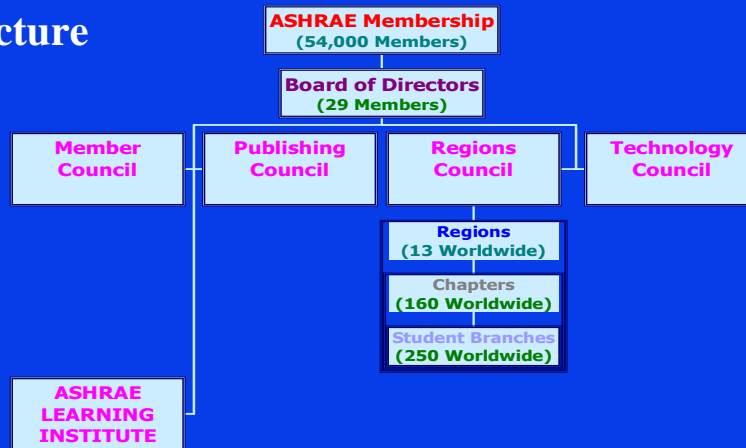 cture
ASHRAE Membership
(54,000 Members)
Board of Directors
(29 Members)
Member
Council
Publishing
Council
Regions
Council
Technology
Council
Regions
(13 Worldwide)
Chapters
(160 Worldwide)
Student Branches
(250 Worldwide)
ASHRAE
LEARNING
INSTITUTE